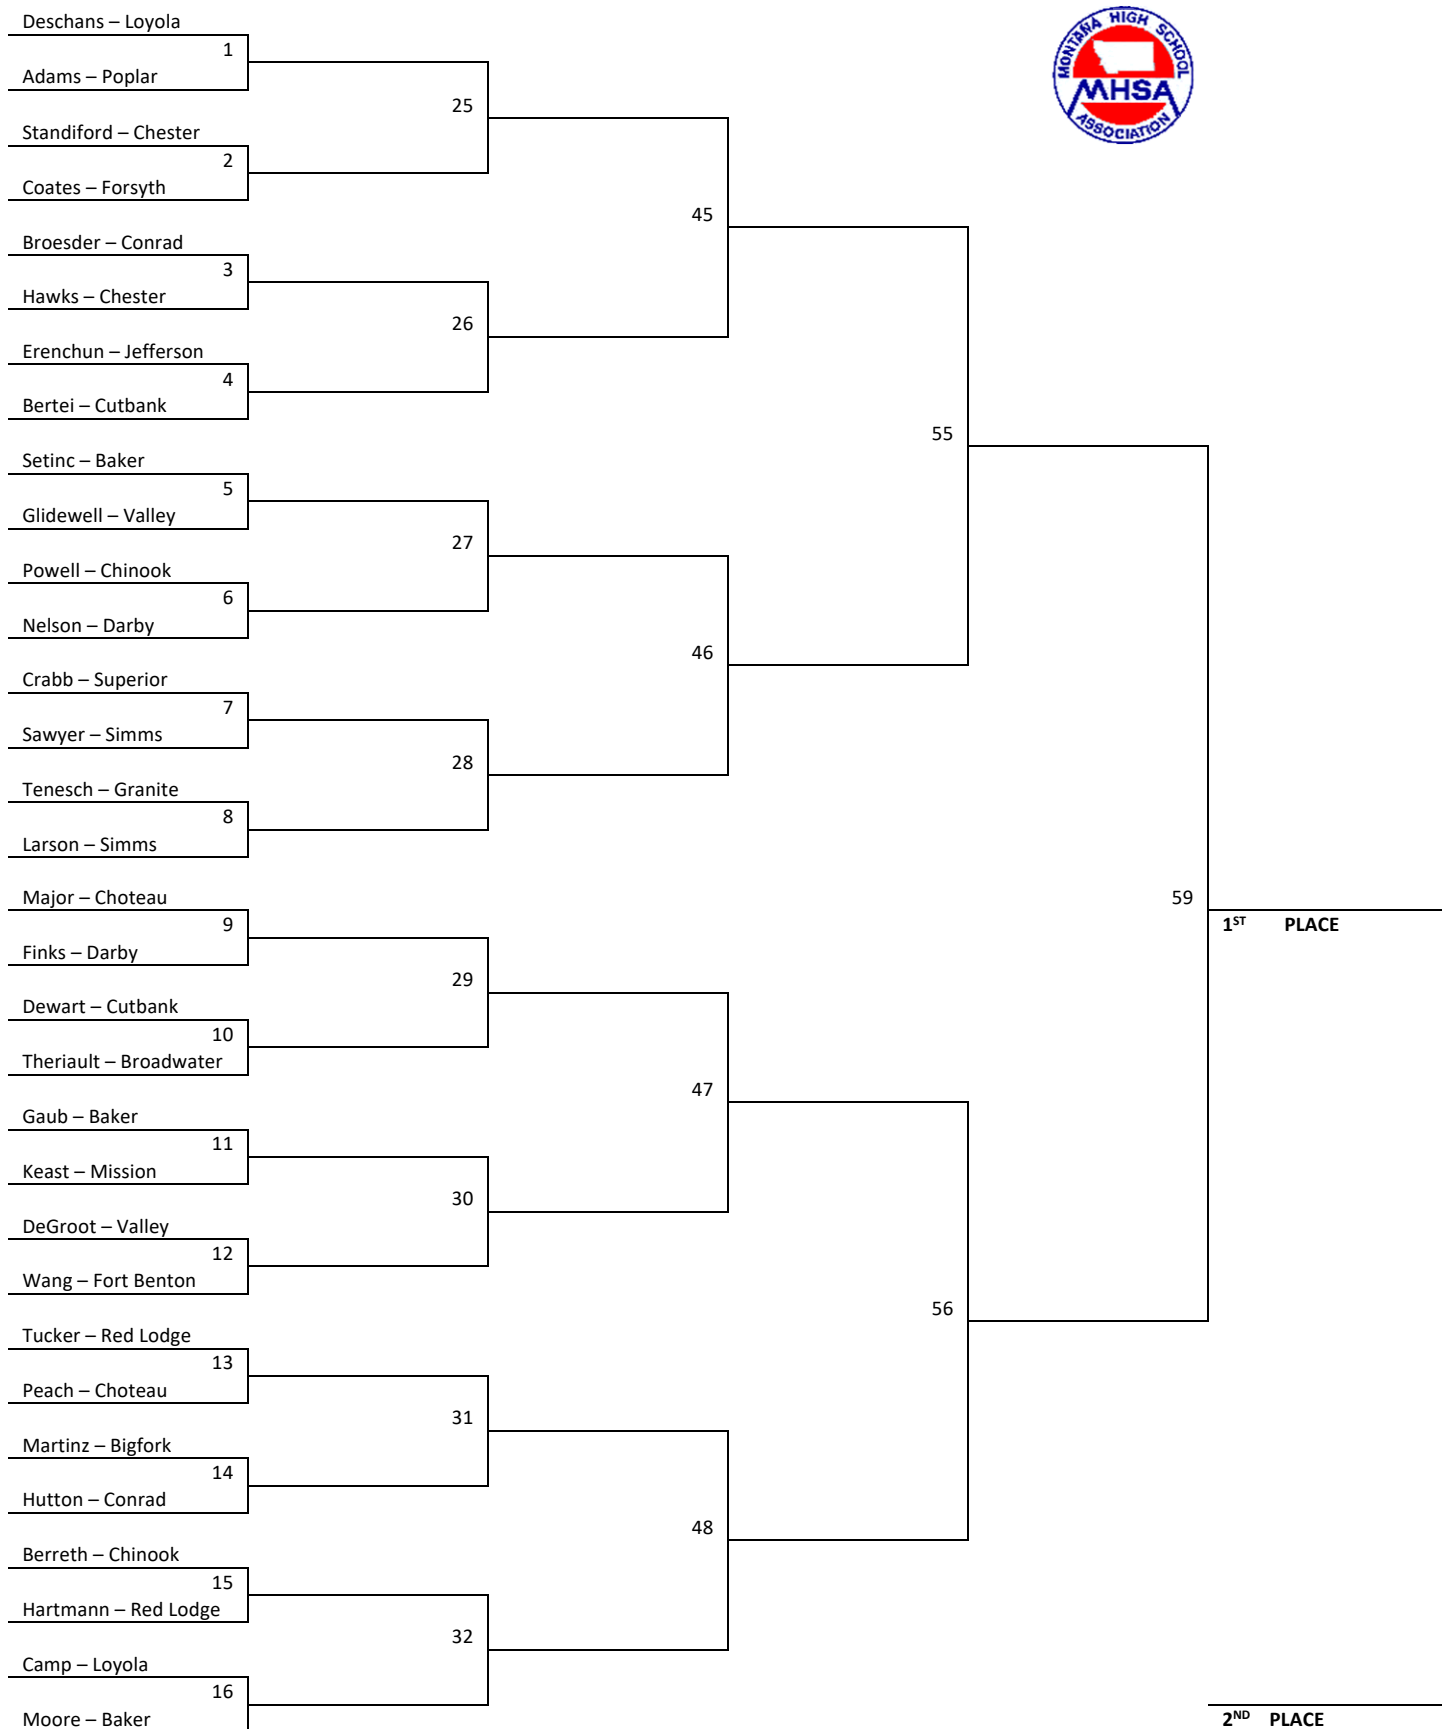 Deschans – Loyola
1
Adams – Poplar
25
Standiford – Chester
2
Coates – Forsyth
45
Broesder – Conrad
3
Hawks – Chester
26
Erenchun – Jefferson
4
Bertei – Cutbank
55
Setinc – Baker
5
Glidewell – Valley
27
Powell – Chinook
6
Nelson – Darby
46
Crabb – Superior
7
Sawyer – Simms
28
Tenesch – Granite
8
Larson – Simms
59
Major – Choteau
9
Finks – Darby
29
Dewart – Cutbank
10
Theriault – Broadwater
47
Gaub – Baker
11
Keast – Mission
30
DeGroot – Valley
12
Wang – Fort Benton
56
Tucker – Red Lodge
13
Peach – Choteau
31
Martinz – Bigfork
14
Hutton – Conrad
48
Berreth – Chinook
15
Hartmann – Red Lodge
32
Camp – Loyola
16
Moore – Baker
MONTANA HIGH SCHOOL
MHSA
ASSOCIATION
1ST PLACE
2ND PLACE